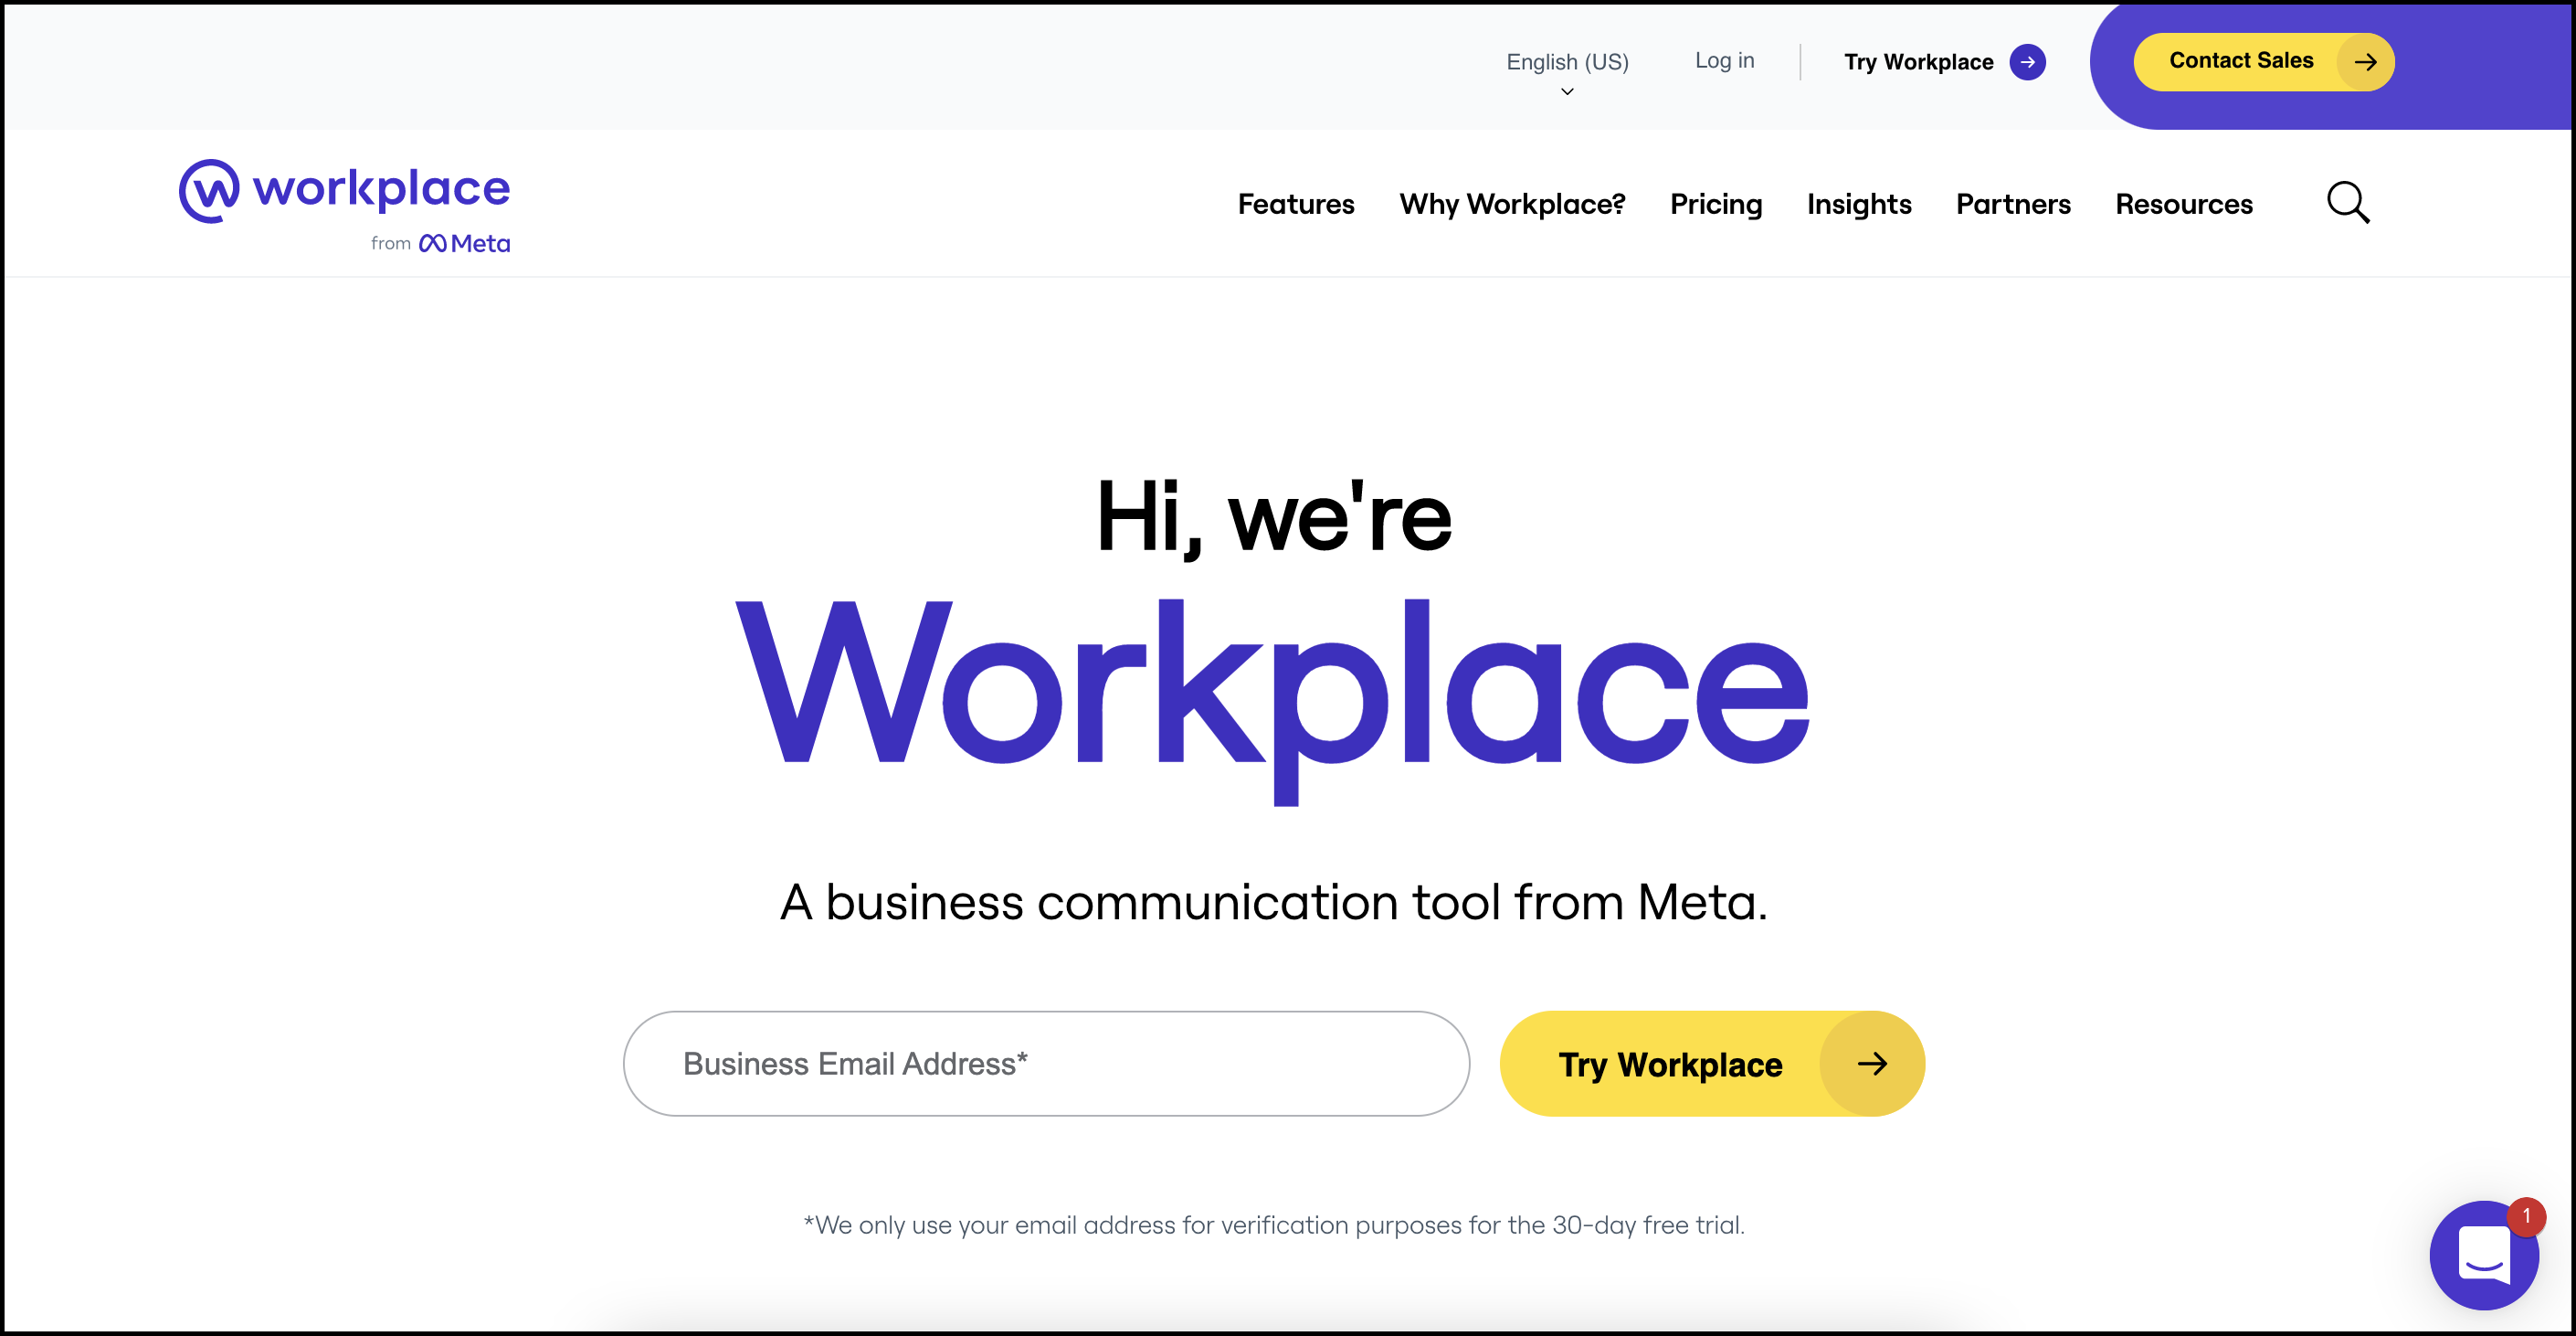 English (US)
Log in
Try Workplace
Contact Sales
workplace
from Meta
Features
Why Workplace?
Pricing
Insights
Partners
Resources
Hi, we're
Workplace
A business communication tool from Meta.
Business Email Address*
Try Workplace
*We only use your email address for verification purposes for the 30-day free trial.
1